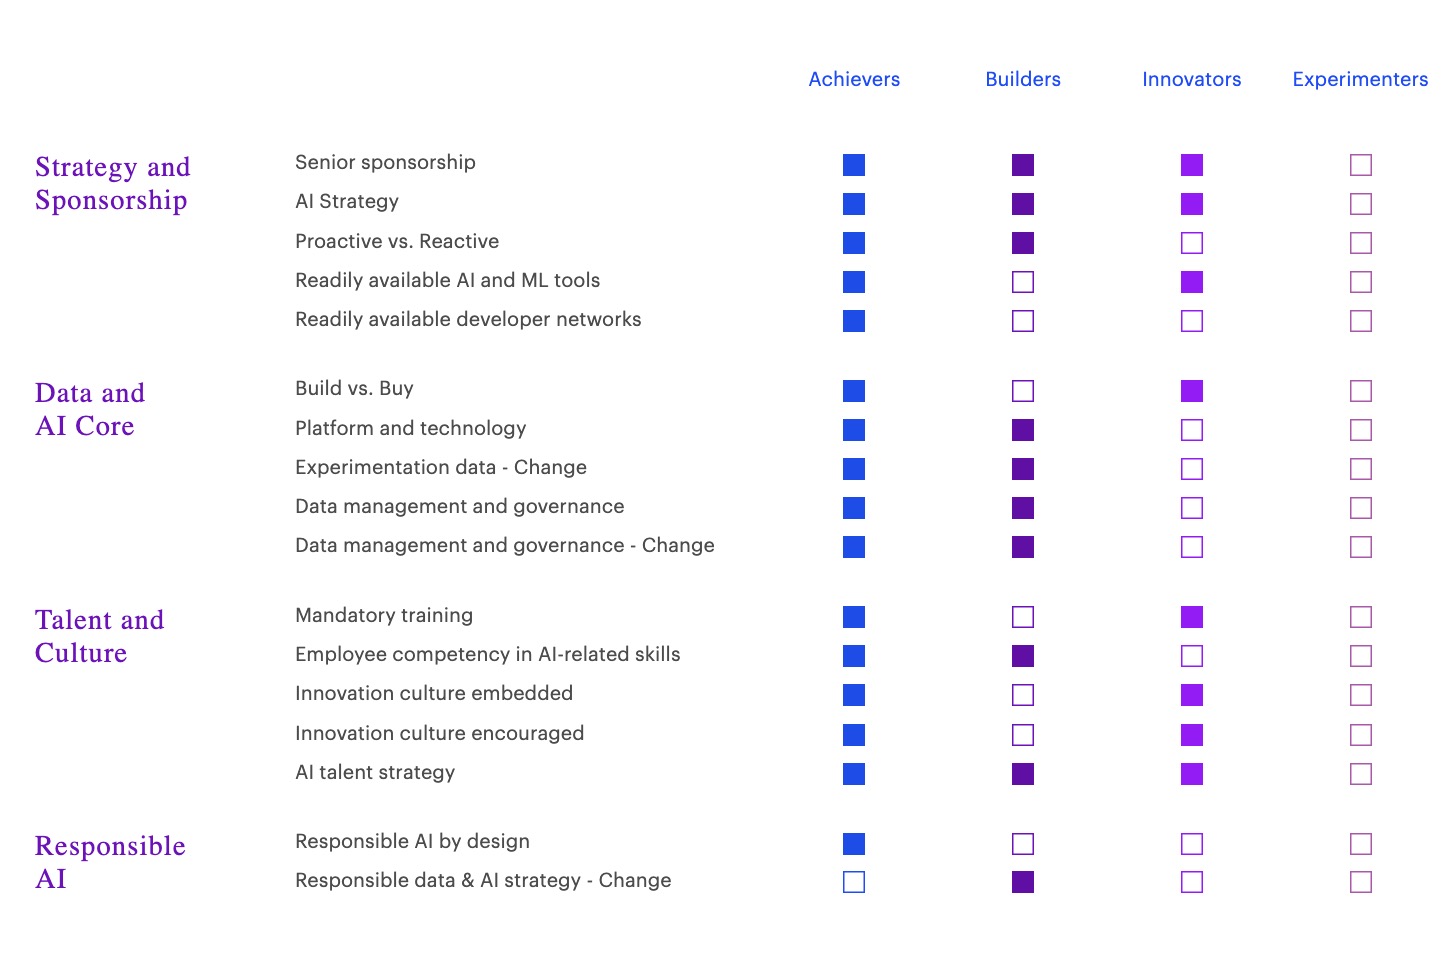 Achievers Builders Innovators Experimenters
Strategy and
Sponsorship
Senior sponsorship
AI Strategy
Proactive vs. Reactive
Readily available AI and ML tools
Readily available developer networks
Data and
AI Core
Build vs. Buy
Platform and technology
Experimentation data - Change
Data management and governance
Data management and governance - Change
Talent and
Culture
Mandatory training
Employee competency in AI-related skills
Innovation culture embedded
Innovation culture encouraged
AI talent strategy
Responsible
AI
Responsible AI by design
Responsible data & AI strategy - Change